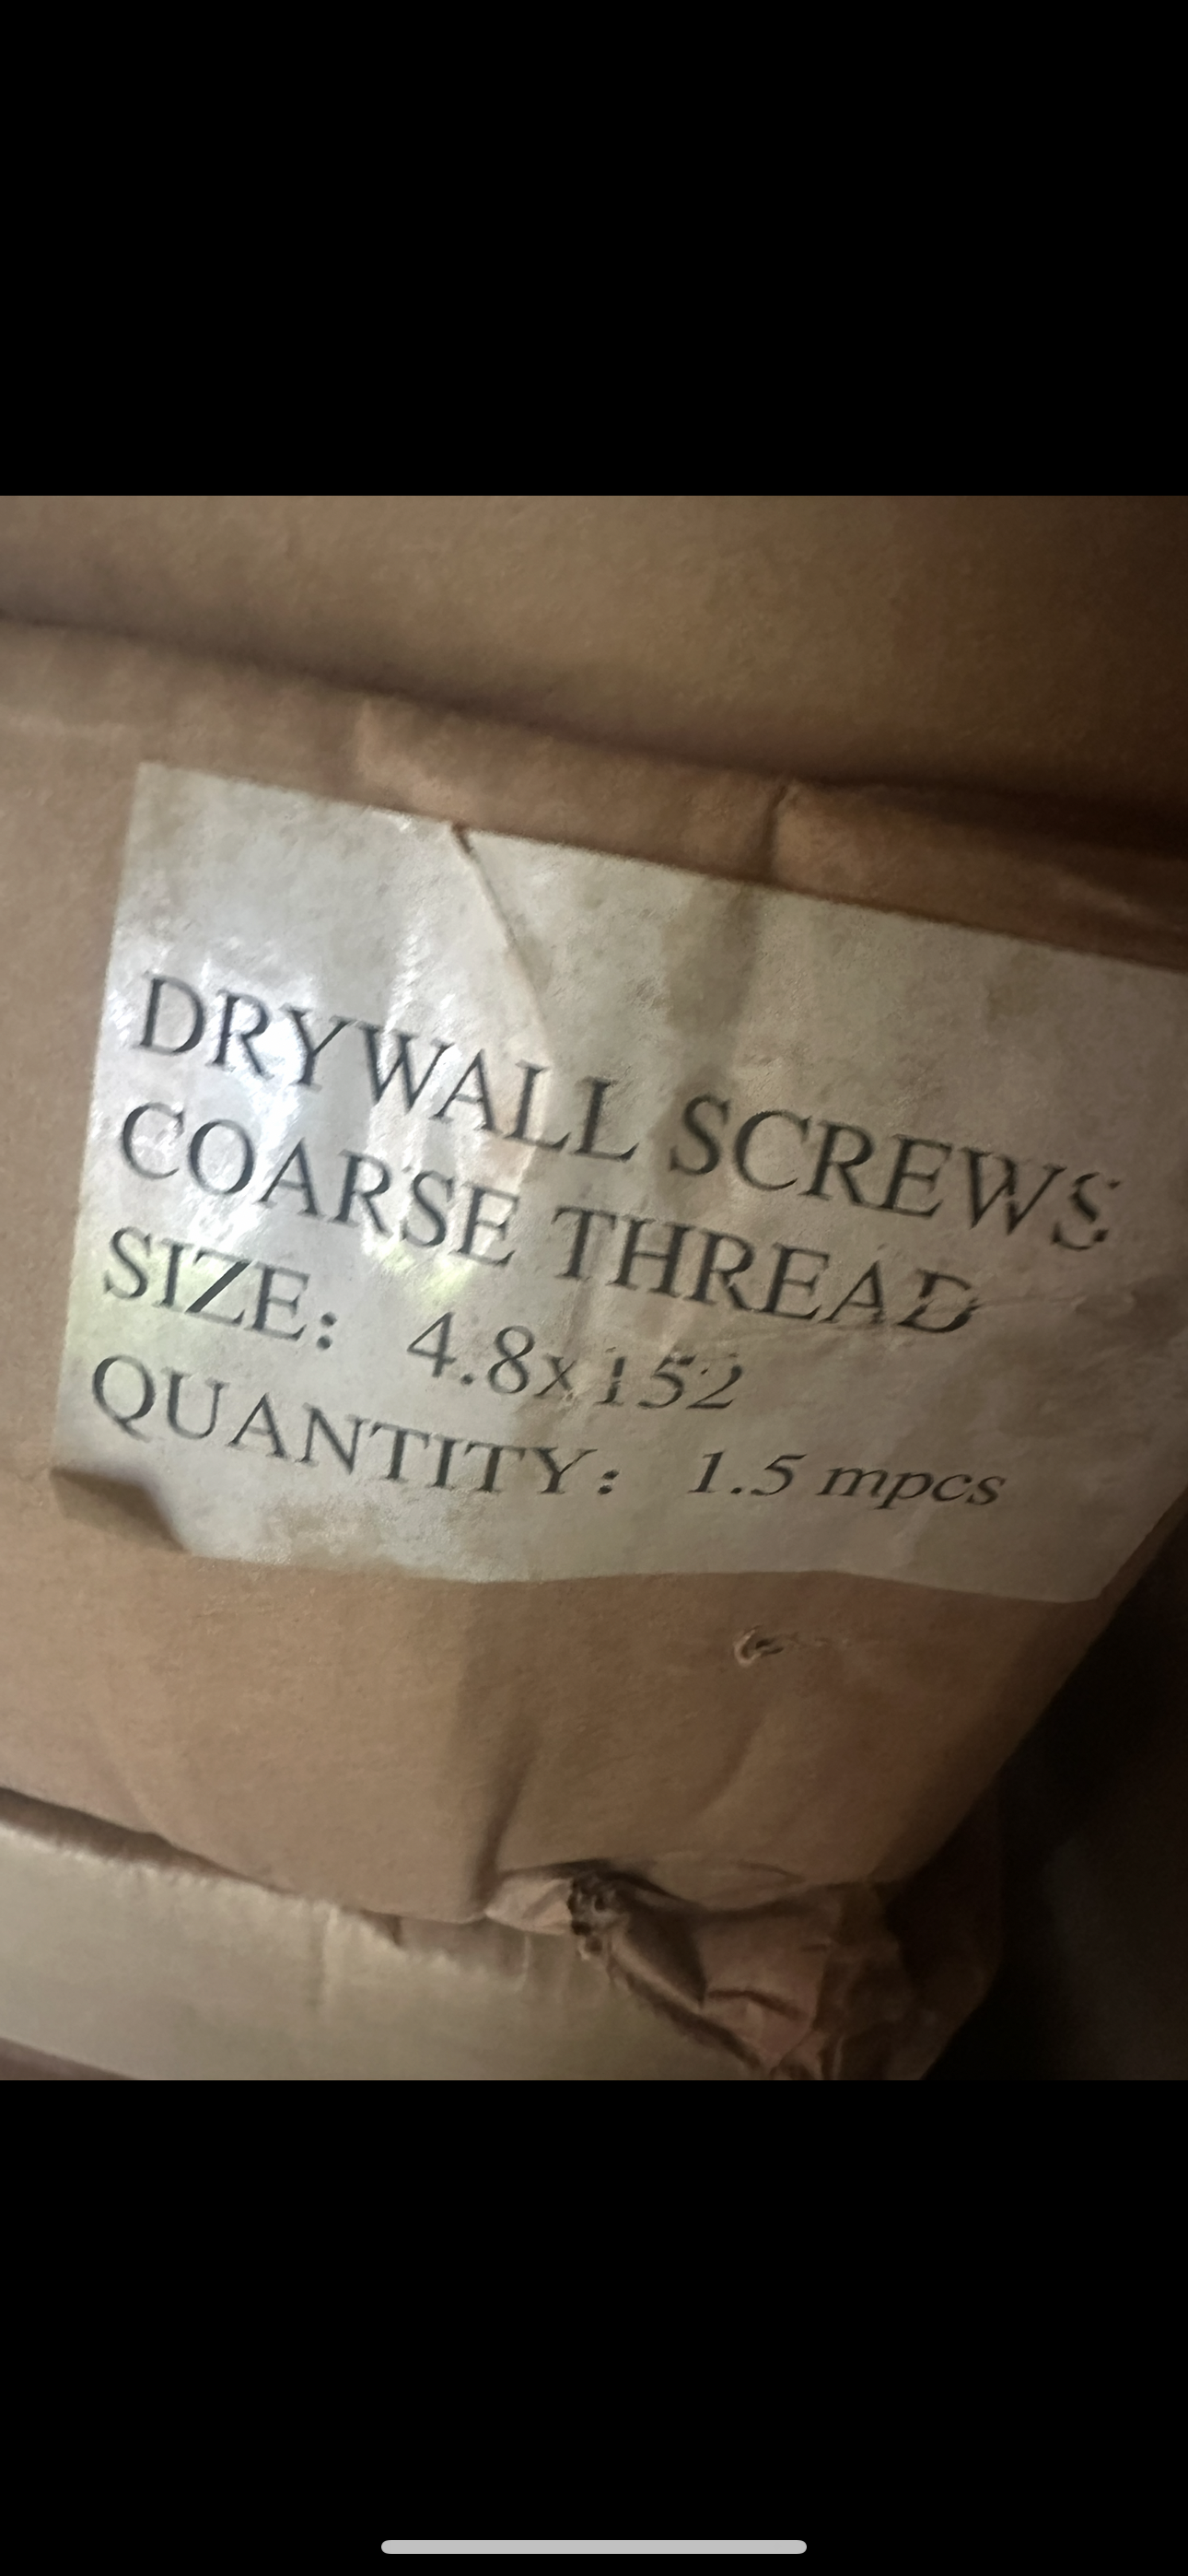 DRYWALL SCREWS
COARSE THREAD
SIZE: 4.8x152
QUANTITY: 1.5 mpcs